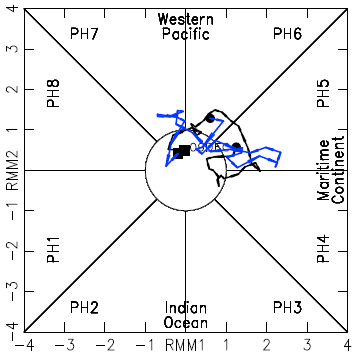 4
3
2
1
0
-1
-2
-3
-4
RMM2
Western
Pacific
PH7
PH6
PH8
PH5
Maritime
Continent
PH1
PH4
PH2
PH3
Indian
Ocean
-4 -3 -2 -1 RMM1 1 2 3 4